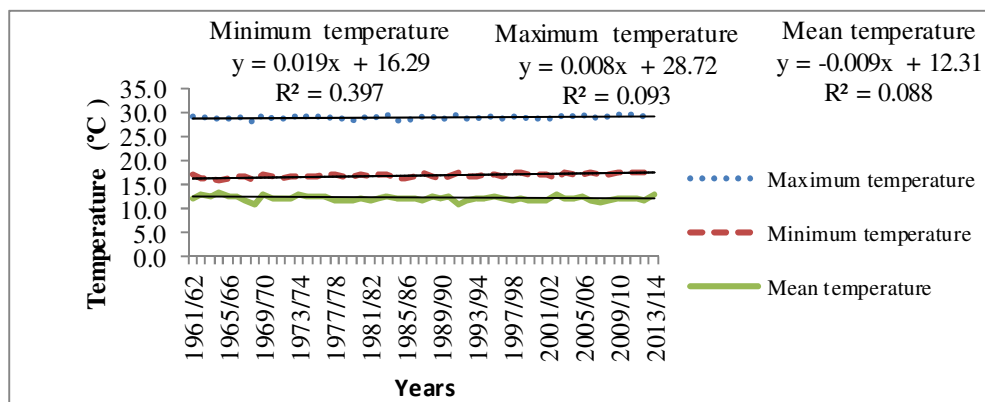 Minimum temperature
y = 0.019x + 16.29
R² = 0.397
Maximum temperature
y = 0.008x + 28.72
R² = 0.093
Mean temperature
y = -0.009x + 12.31
R² = 0.088
Temperature (°C )
35.0
30.0
25.0
20.0
15.0
10.0
5.0
0.0
1961/62
1965/66
1969/70
1973/74
1977/78
1981/82
1985/86
1989/90
1993/94
1997/98
2001/02
2005/06
2009/10
2013/14
Years
Maximum temperature
Minimum temperature
Mean temperature